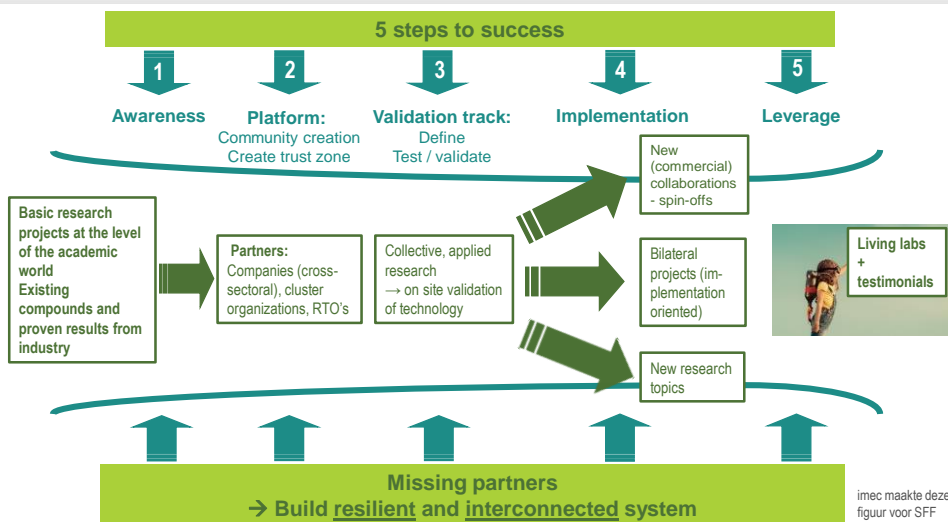 5 steps to success
1
2
3
4
5
Awareness
Platform:
Community creation
Create trust zone
Validation track:
Define
Test / validate
Implementation
Leverage
Basic research
projects at the level
of the academic
world
Existing
compounds and
proven results from
industry
Partners:
Companies (cross-
sectoral), cluster
organizations, RTO's
Collective, applied
research
→ on site validation
of technology
New
(commercial)
collaborations
- spin-offs
Bilateral
projects (im-
plementation
oriented)
New research
topics
Living labs
+
testimonials
Missing partners
→ Build resilient and interconnected system
imec maakte deze
figuur voor SFF